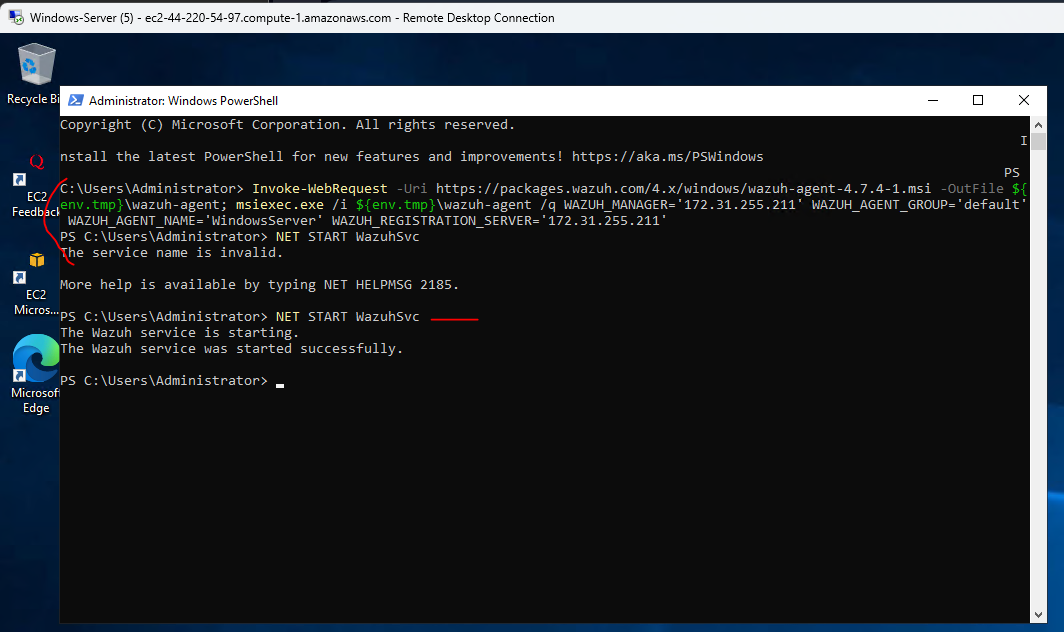 Windows-Server (5) - ec2-44-220-54-97.compute-1.amazonaws.com - Remote Desktop Connection
Recycle Bi
EC2
Feedback
EC2
Micros...
Microsoft
Edge
Administrator: Windows PowerShell
Copyright (C) Microsoft Corporation. All rights reserved.
I
nstall the latest PowerShell for new features and improvements! https://aka.ms/PSWindows
PS
C:\Users\Administrator> Invoke-WebRequest -Uri https://packages.wazuh.com/4.x/windows/wazuh-agent-4.7.4-1.msi -OutFile ${
env.tmp}\wazuh-agent; msiexec.exe /i ${env.tmp}\wazuh-agent /q WAZUH_MANAGER='172.31.255.211' WAZUH_AGENT_GROUP='default'
WAZUH_AGENT_NAME='WindowsServer' WAZUH_REGISTRATION_SERVER='172.31.255.211'
PS C:\Users\Administrator> NET START WazuhSvc
The service name is invalid.
More help is available by typing NET HELPMSG 2185.
PS C:\Users\Administrator> NET START WazuhSvc
The Wazuh service is starting.
The Wazuh service was started successfully.
PS C:\Users\Administrator>